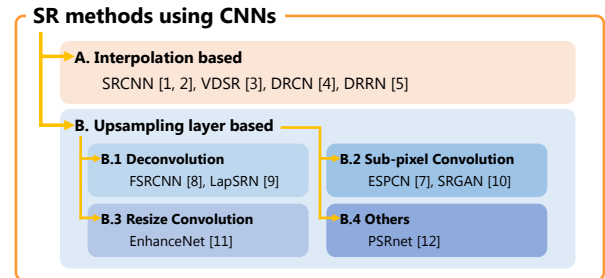 SR methods using CNNs
A. Interpolation based
SRCNN [1, 2], VDSR [3], DRCN [4], DRRN [5]
B. Upsampling layer based
B.1 Deconvolution
FSRCNN [8], LapSRN [9]
B.2 Sub-pixel Convolution
ESPCN [7], SRGAN [10]
B.3 Resize Convolution
EnhanceNet [11]
B.4 Others
PSRnet [12]